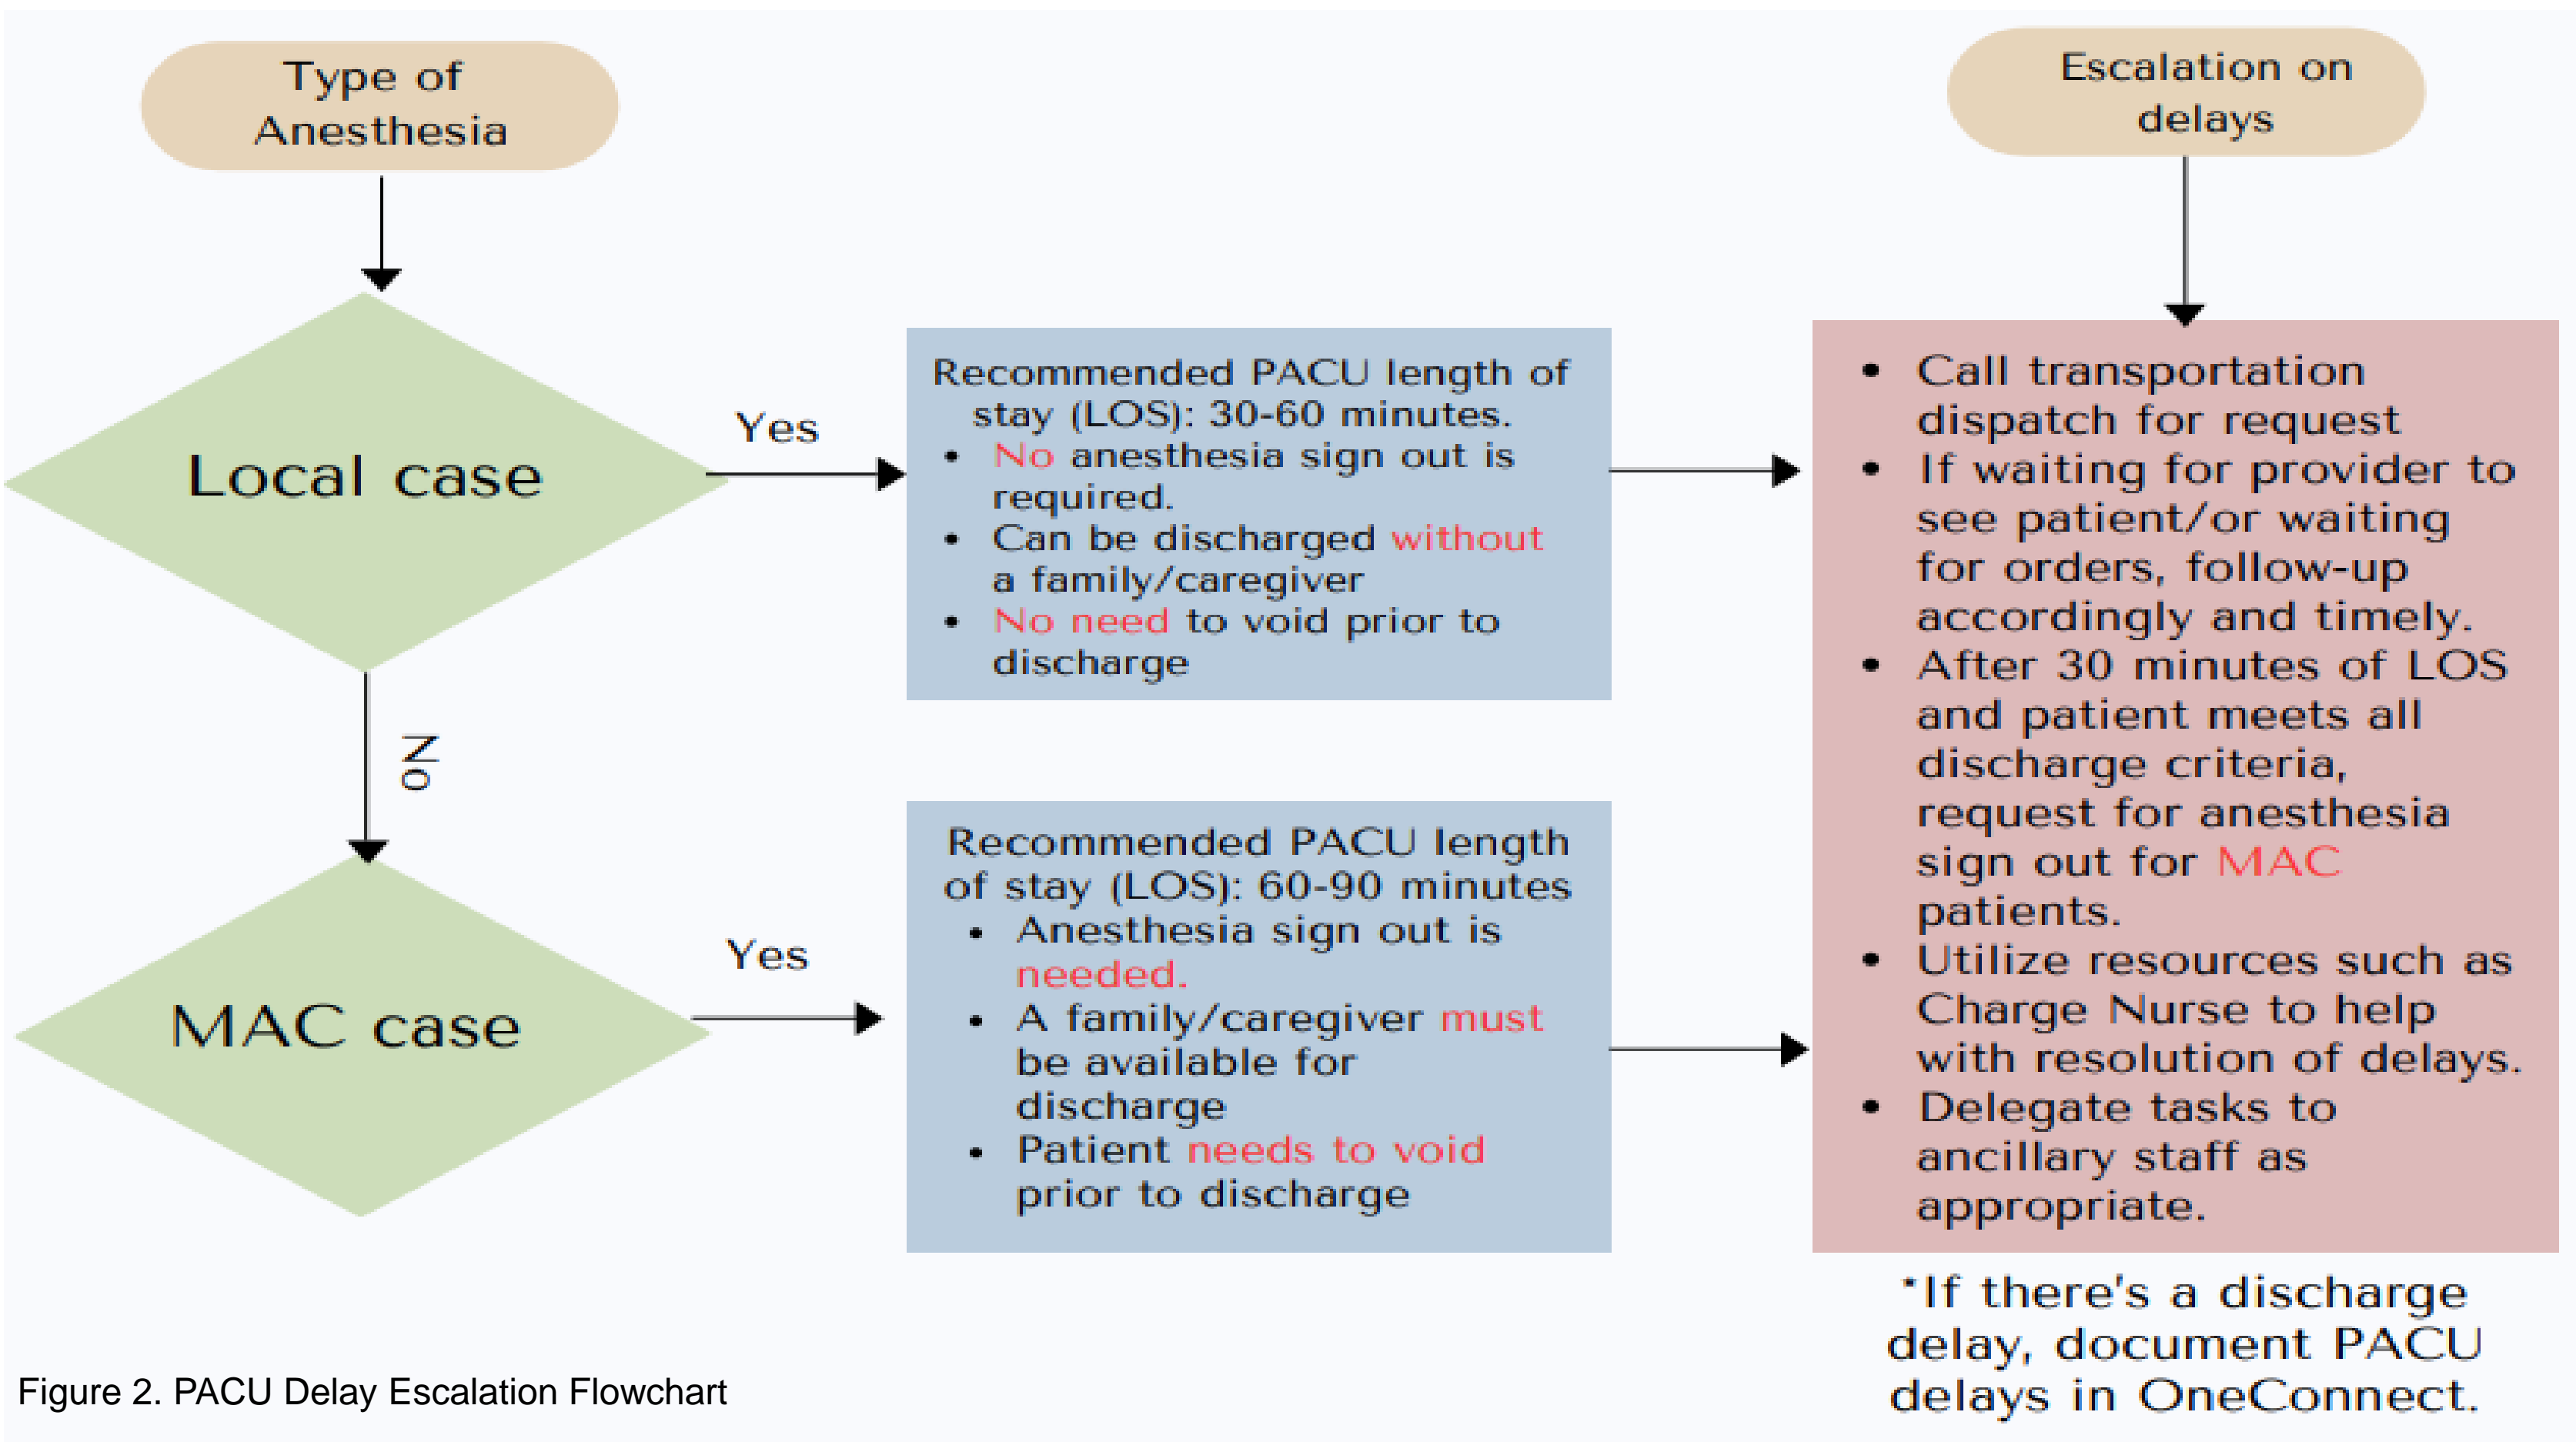 Type of
Anesthesia
Local case
Yes
No
MAC case
Yes
Recommended PACU length of
stay (LOS): 30-60 minutes.
• No anesthesia sign out is
required.
• Can be discharged without
a family/caregiver
• No need to void prior to
discharge
Recommended PACU length
of stay (LOS): 60-90 minutes
• Anesthesia sign out is
needed.
• A family/caregiver must
be available for
discharge
• Patient needs to void
prior to discharge
Escalation on
delays
• Call transportation
dispatch for request
• If waiting for provider to
see patient/or waiting
for orders, follow-up
accordingly and timely.
• After 30 minutes of LOS
and patient meets all
discharge criteria,
request for anesthesia
sign out for MAC
patients.
• Utilize resources such as
Charge Nurse to help
with resolution of delays.
• Delegate tasks to
ancillary staff as
appropriate.
*If there's a discharge
delay, document PACU
delays in OneConnect.
Figure 2. PACU Delay Escalation Flowchart